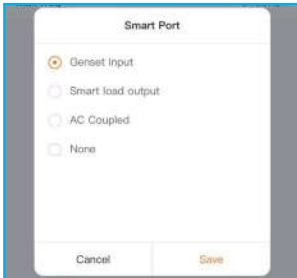 Smart Port
Genset Input
Smart load output
AC Coupled
None
Cancel
Save